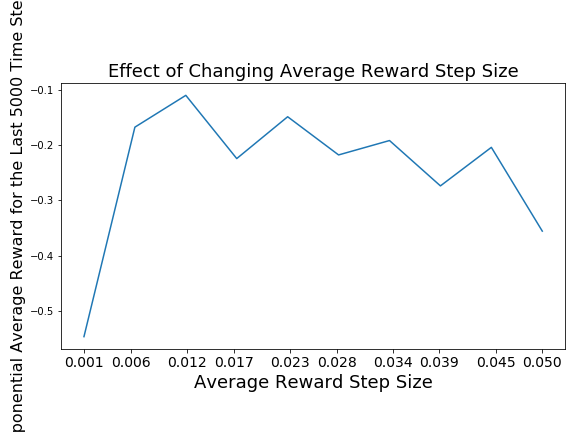 Effect of Changing Average Reward Step Size
ponential Average Reward for the Last 5000 Time Ste
−0.1
−0.2
−0.3
−0.4
−0.5
0.001 0.006 0.012 0.017 0.023 0.028 0.034 0.039 0.045 0.050
Average Reward Step Size